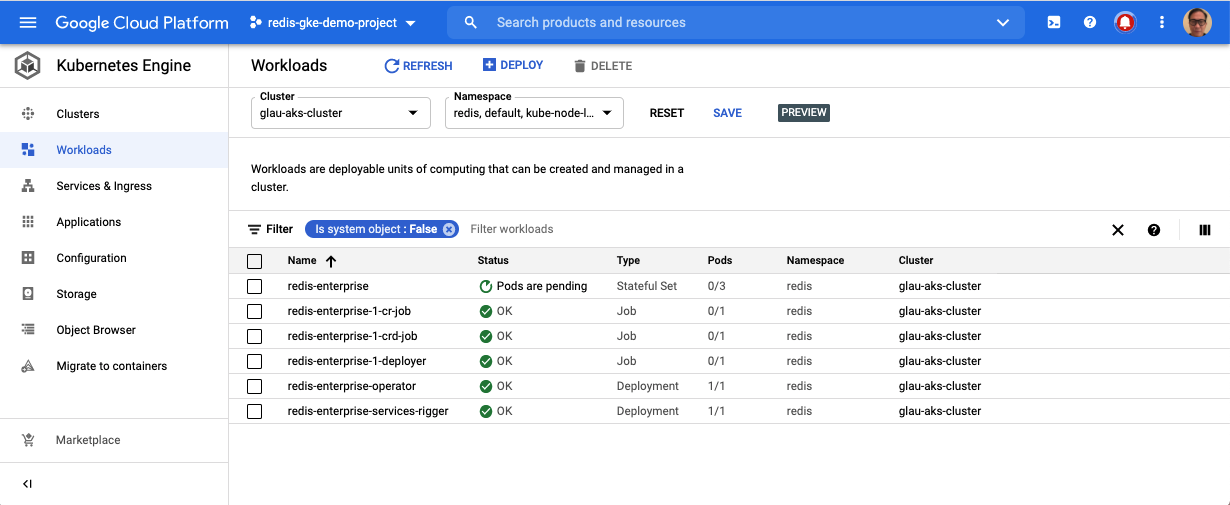 Google Cloud Platform redis-gke-demo-project Search products and resources
Kubernetes Engine
Clusters
Workloads
Services & Ingress
Applications
Configuration
Storage
Object Browser
Migrate to containers
Marketplace
Workloads REFRESH DEPLOY DELETE
Cluster Namespace
glau-aks-cluster redis, default, kube-node-l... RESET SAVE PREVIEW
Workloads are deployable units of computing that can be created and managed in a
cluster.
Filter Is system object : False Filter workloads
Name Status Type Pods Namespace Cluster
redis-enterprise Pods are pending Stateful Set 0/3 redis glau-aks-cluster
redis-enterprise-1-cr-job OK Job 0/1 redis glau-aks-cluster
redis-enterprise-1-crd-job OK Job 0/1 redis glau-aks-cluster
redis-enterprise-1-deployer OK Job 0/1 redis glau-aks-cluster
redis-enterprise-operator OK Deployment 1/1 redis glau-aks-cluster
redis-enterprise-services-rigger OK Deployment 1/1 redis glau-aks-cluster